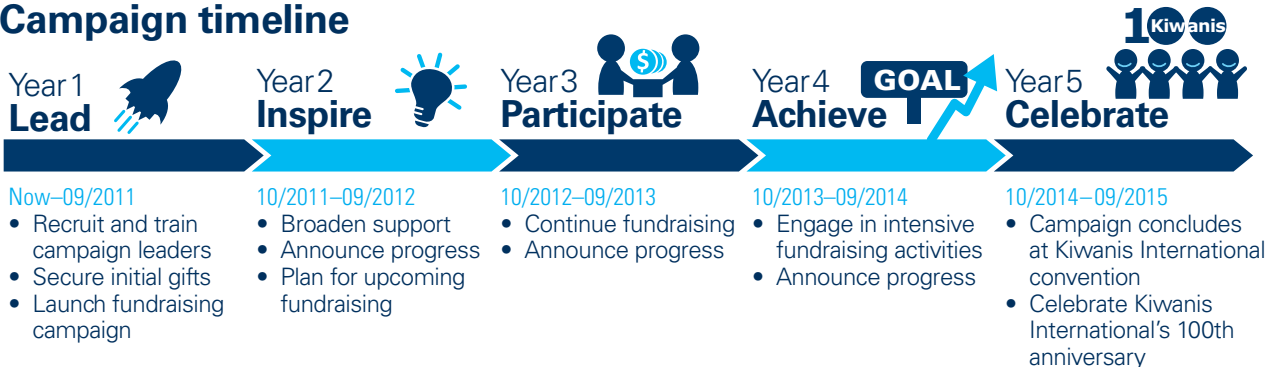 Campaign timeline
Year 1
Lead
Now–09/2011
• Recruit and train
campaign leaders
• Secure initial gifts
• Launch fundraising
campaign
Year 2
Inspire
10/2011–09/2012
• Broaden support
• Announce progress
• Plan for upcoming
fundraising
Year 3
$
Participate
10/2012–09/2013
• Continue fundraising
• Announce progress
Year 4
GOAL
Achieve
10/2013–09/2014
• Engage in intensive
fundraising activities
• Announce progress
100
Kiwanis
Year 5
Celebrate
10/2014–09/2015
• Campaign concludes
at Kiwanis International
convention
• Celebrate Kiwanis
International’s 100th
anniversary